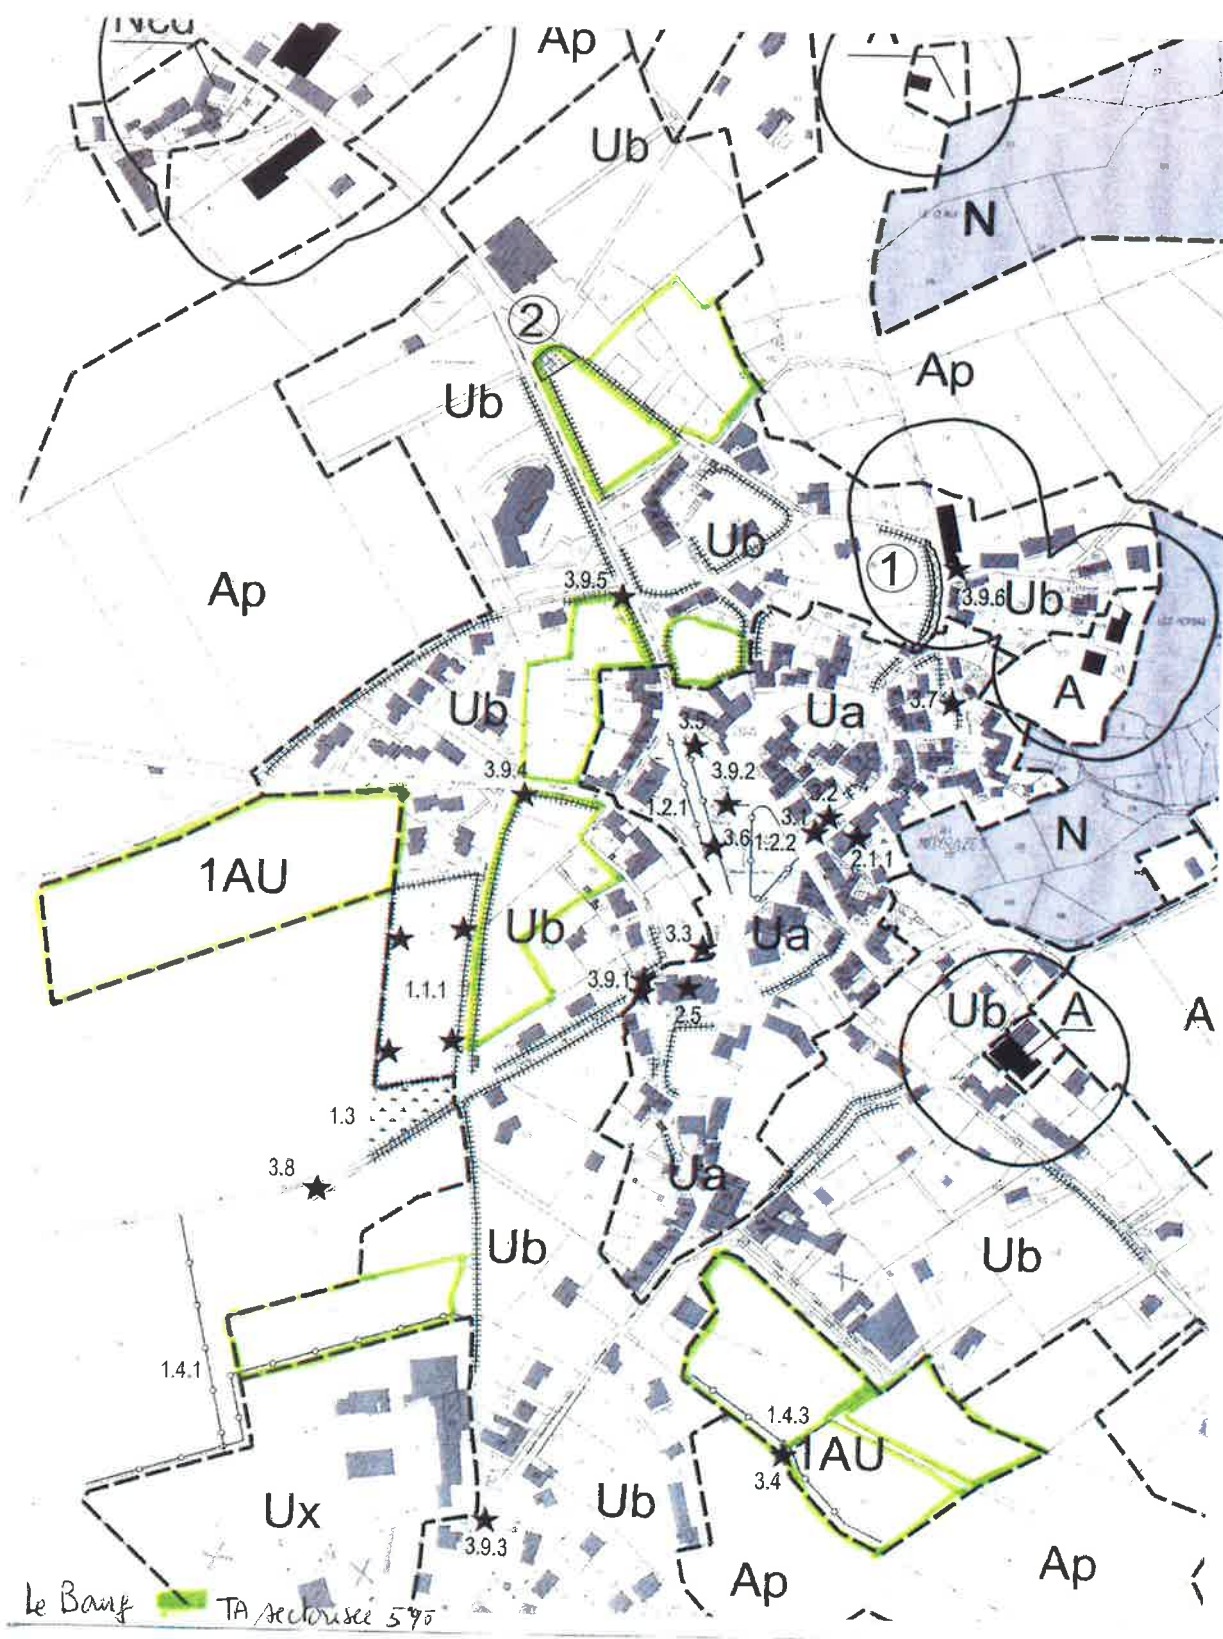 Ap
Ub
N
2
Ap
Ub
Ub
1
Ap
3.9.5
3.9.6
Ub
A
Ub
Ua
3.7
3.5
3.9.4
3.9.2
1.2.1
3.2
3.1
3.6
1.2.2
2.1.1
N
1AU
Ub
Ua
3.3
3.9.1
1.1.1
2.5
Ub
A
A
1.3
3.8
Ua
Ub
Ub
1.4.1
1.4.3
1AU
3.4
Ux
Ub
3.9.3
Ap
Ap
Le Bourg TA sectorisée 5%